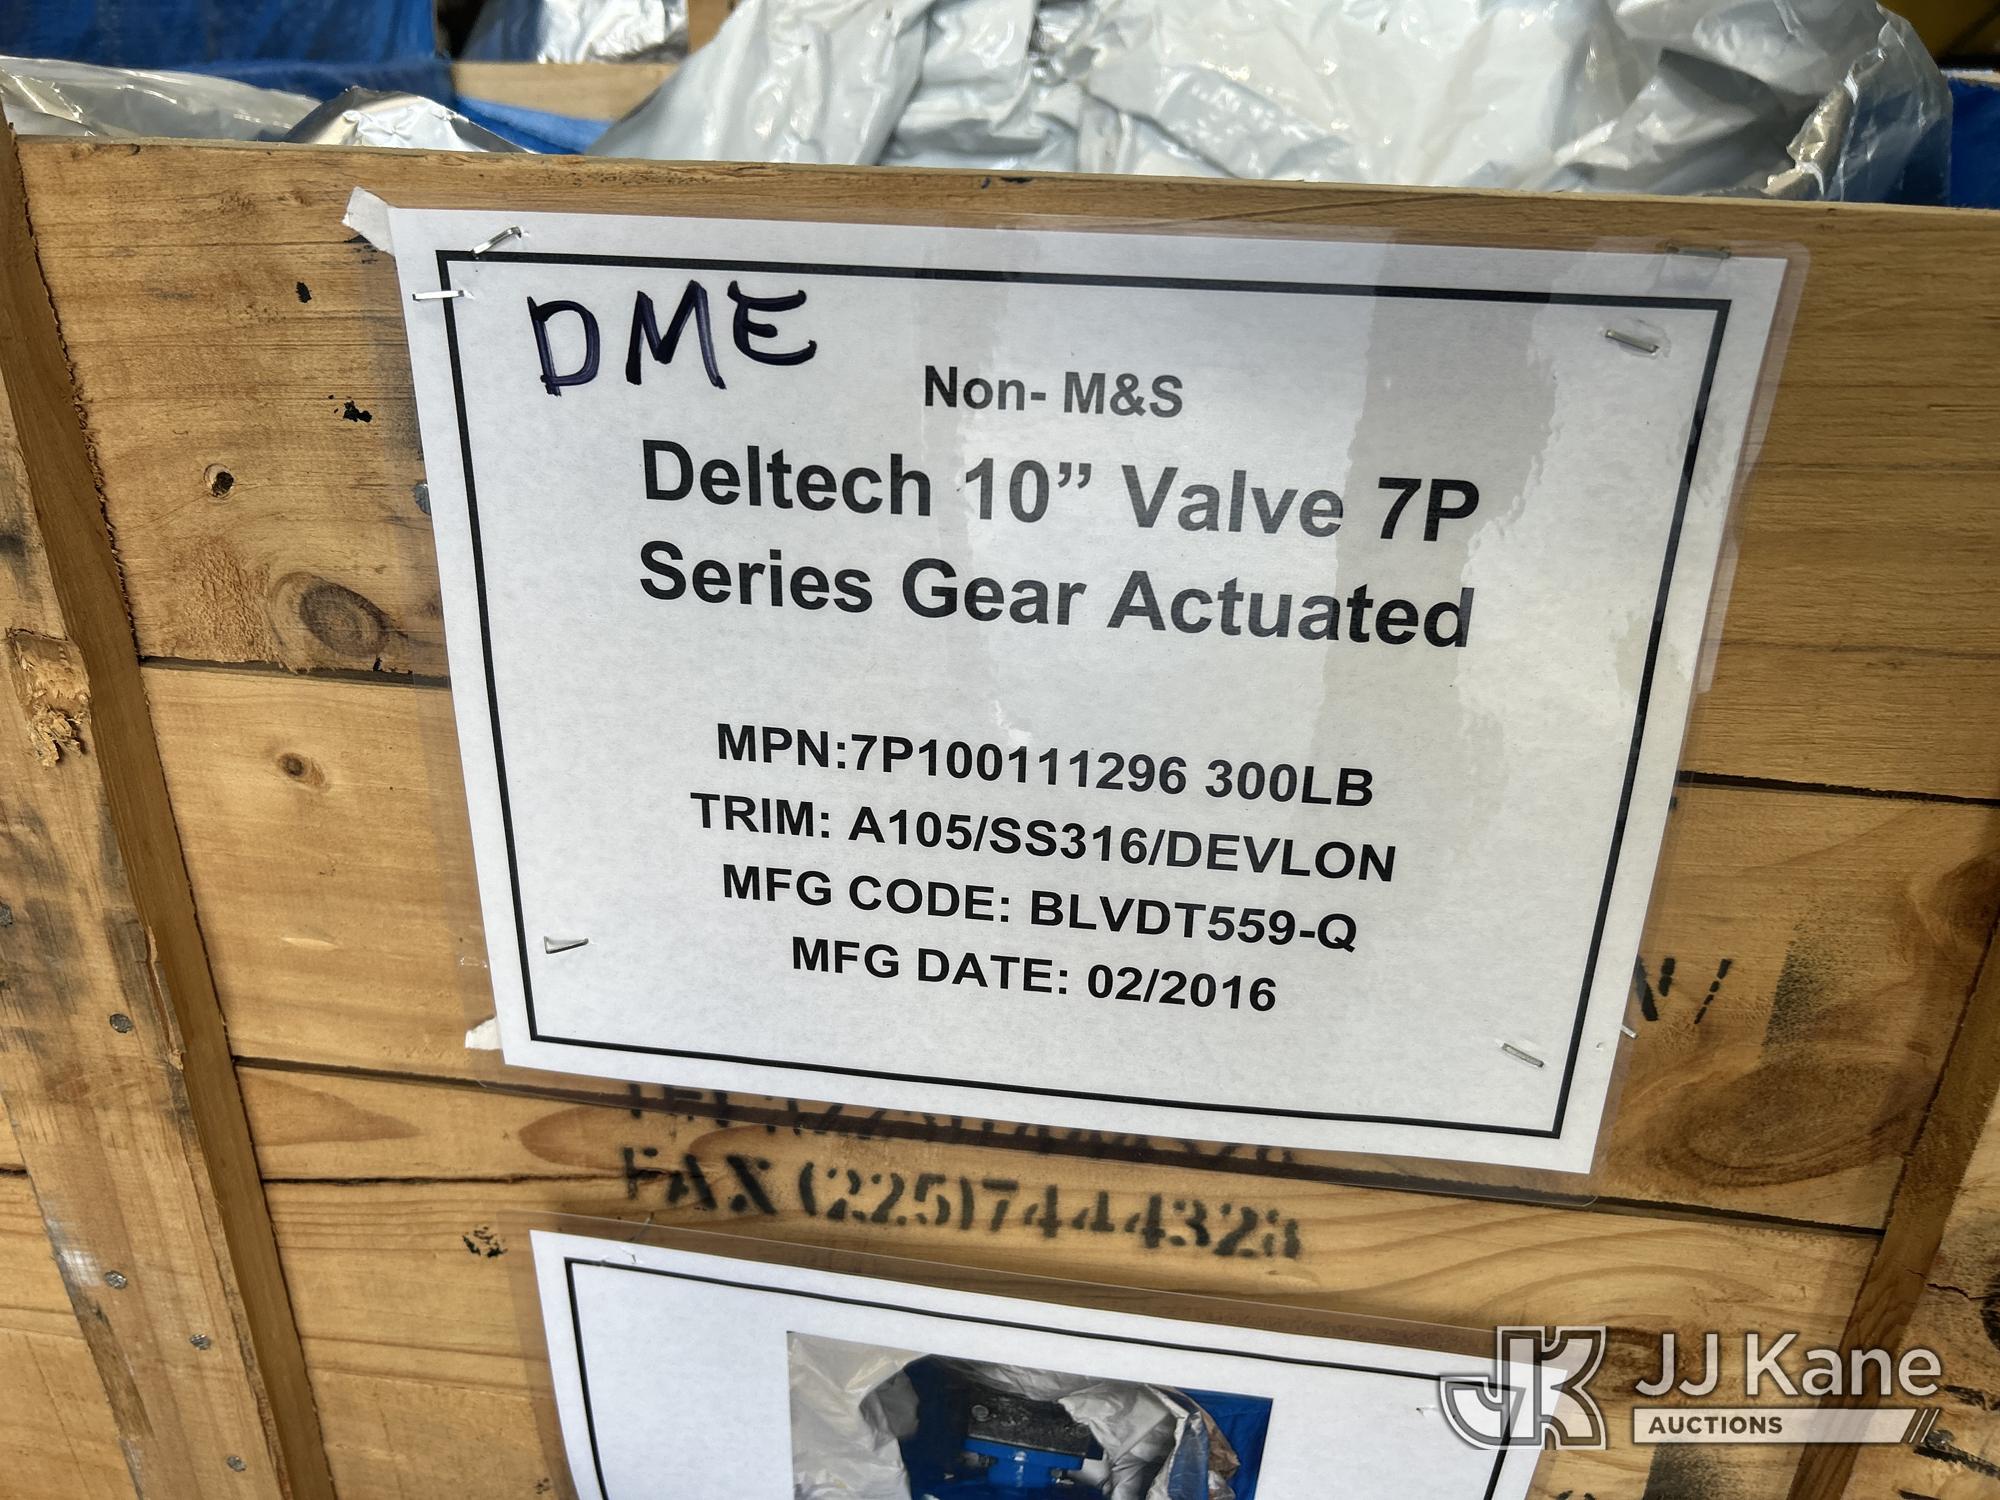 DME
Non- M&S
Deltech 10” Valve 7P
Series Gear Actuated
MPN:7P100111296 300LB
TRIM: A105/SS316/DEVLON
MFG CODE: BLVDT559-Q
MFG DATE: 02/2016
FAX (225)7444328
JJ Kane
AUCTIONS